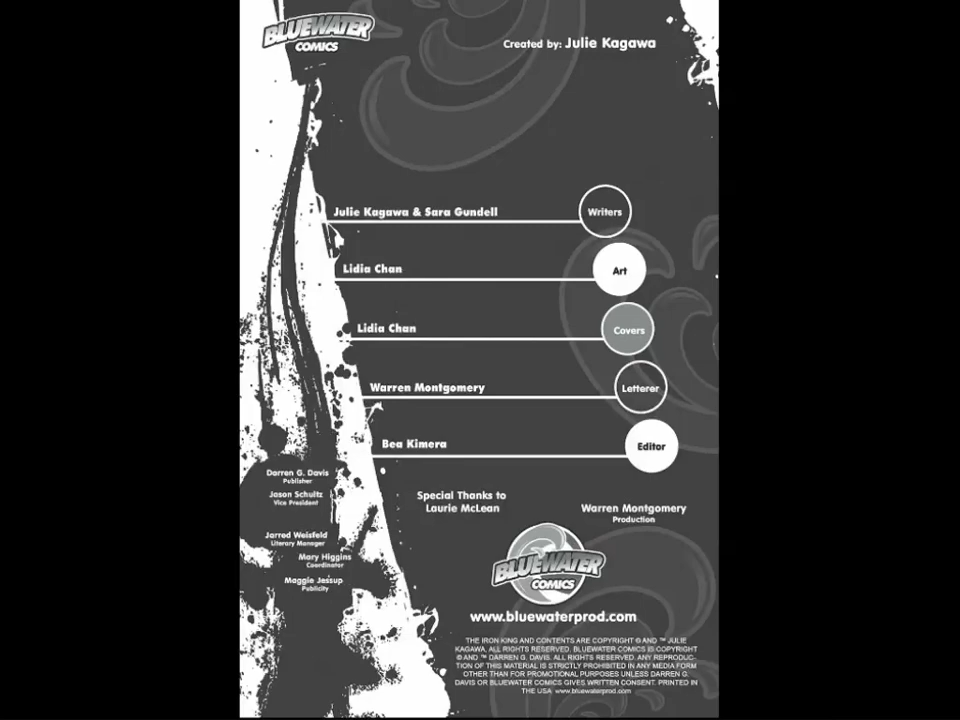 BLUEWATER
COMICS
Created by: Julie Kagawa
Julie Kagawa & Sara Gundell
Writers
Lidia Chan
Art
Lidia Chan
Covers
Warren Montgomery
Letterer
Bea Kimera
Editor
Darren G. Davis
Publisher
Jason Schultz
Vice President
Jarred Weisfeld
Literary Manager
Mary Higgins
Coordinator
Maggie Jessup
Publicity
Special Thanks to
Laurie McLean
Warren Montgomery
Production
BLUEWATER
COMICS
www.bluewaterprod.com
THE IRON KING AND CONTENTS ARE COPYRIGHT © AND ™ JULIE
KAGAWA, ALL RIGHTS RESERVED. BLUEWATER COMICS IS COPYRIGHT
© AND ™ DARREN G. DAVIS. ALL RIGHTS RESERVED. ANY REPRODUC-
TION OF THIS MATERIAL IS STRICTLY PROHIBITED IN ANY MEDIA FORM
OTHER THAN FOR PROMOTIONAL PURPOSES UNLESS DARREN G.
DAVIS OR BLUEWATER COMICS GIVES WRITTEN CONSENT. PRINTED IN
THE USA www.bluewaterprod.com